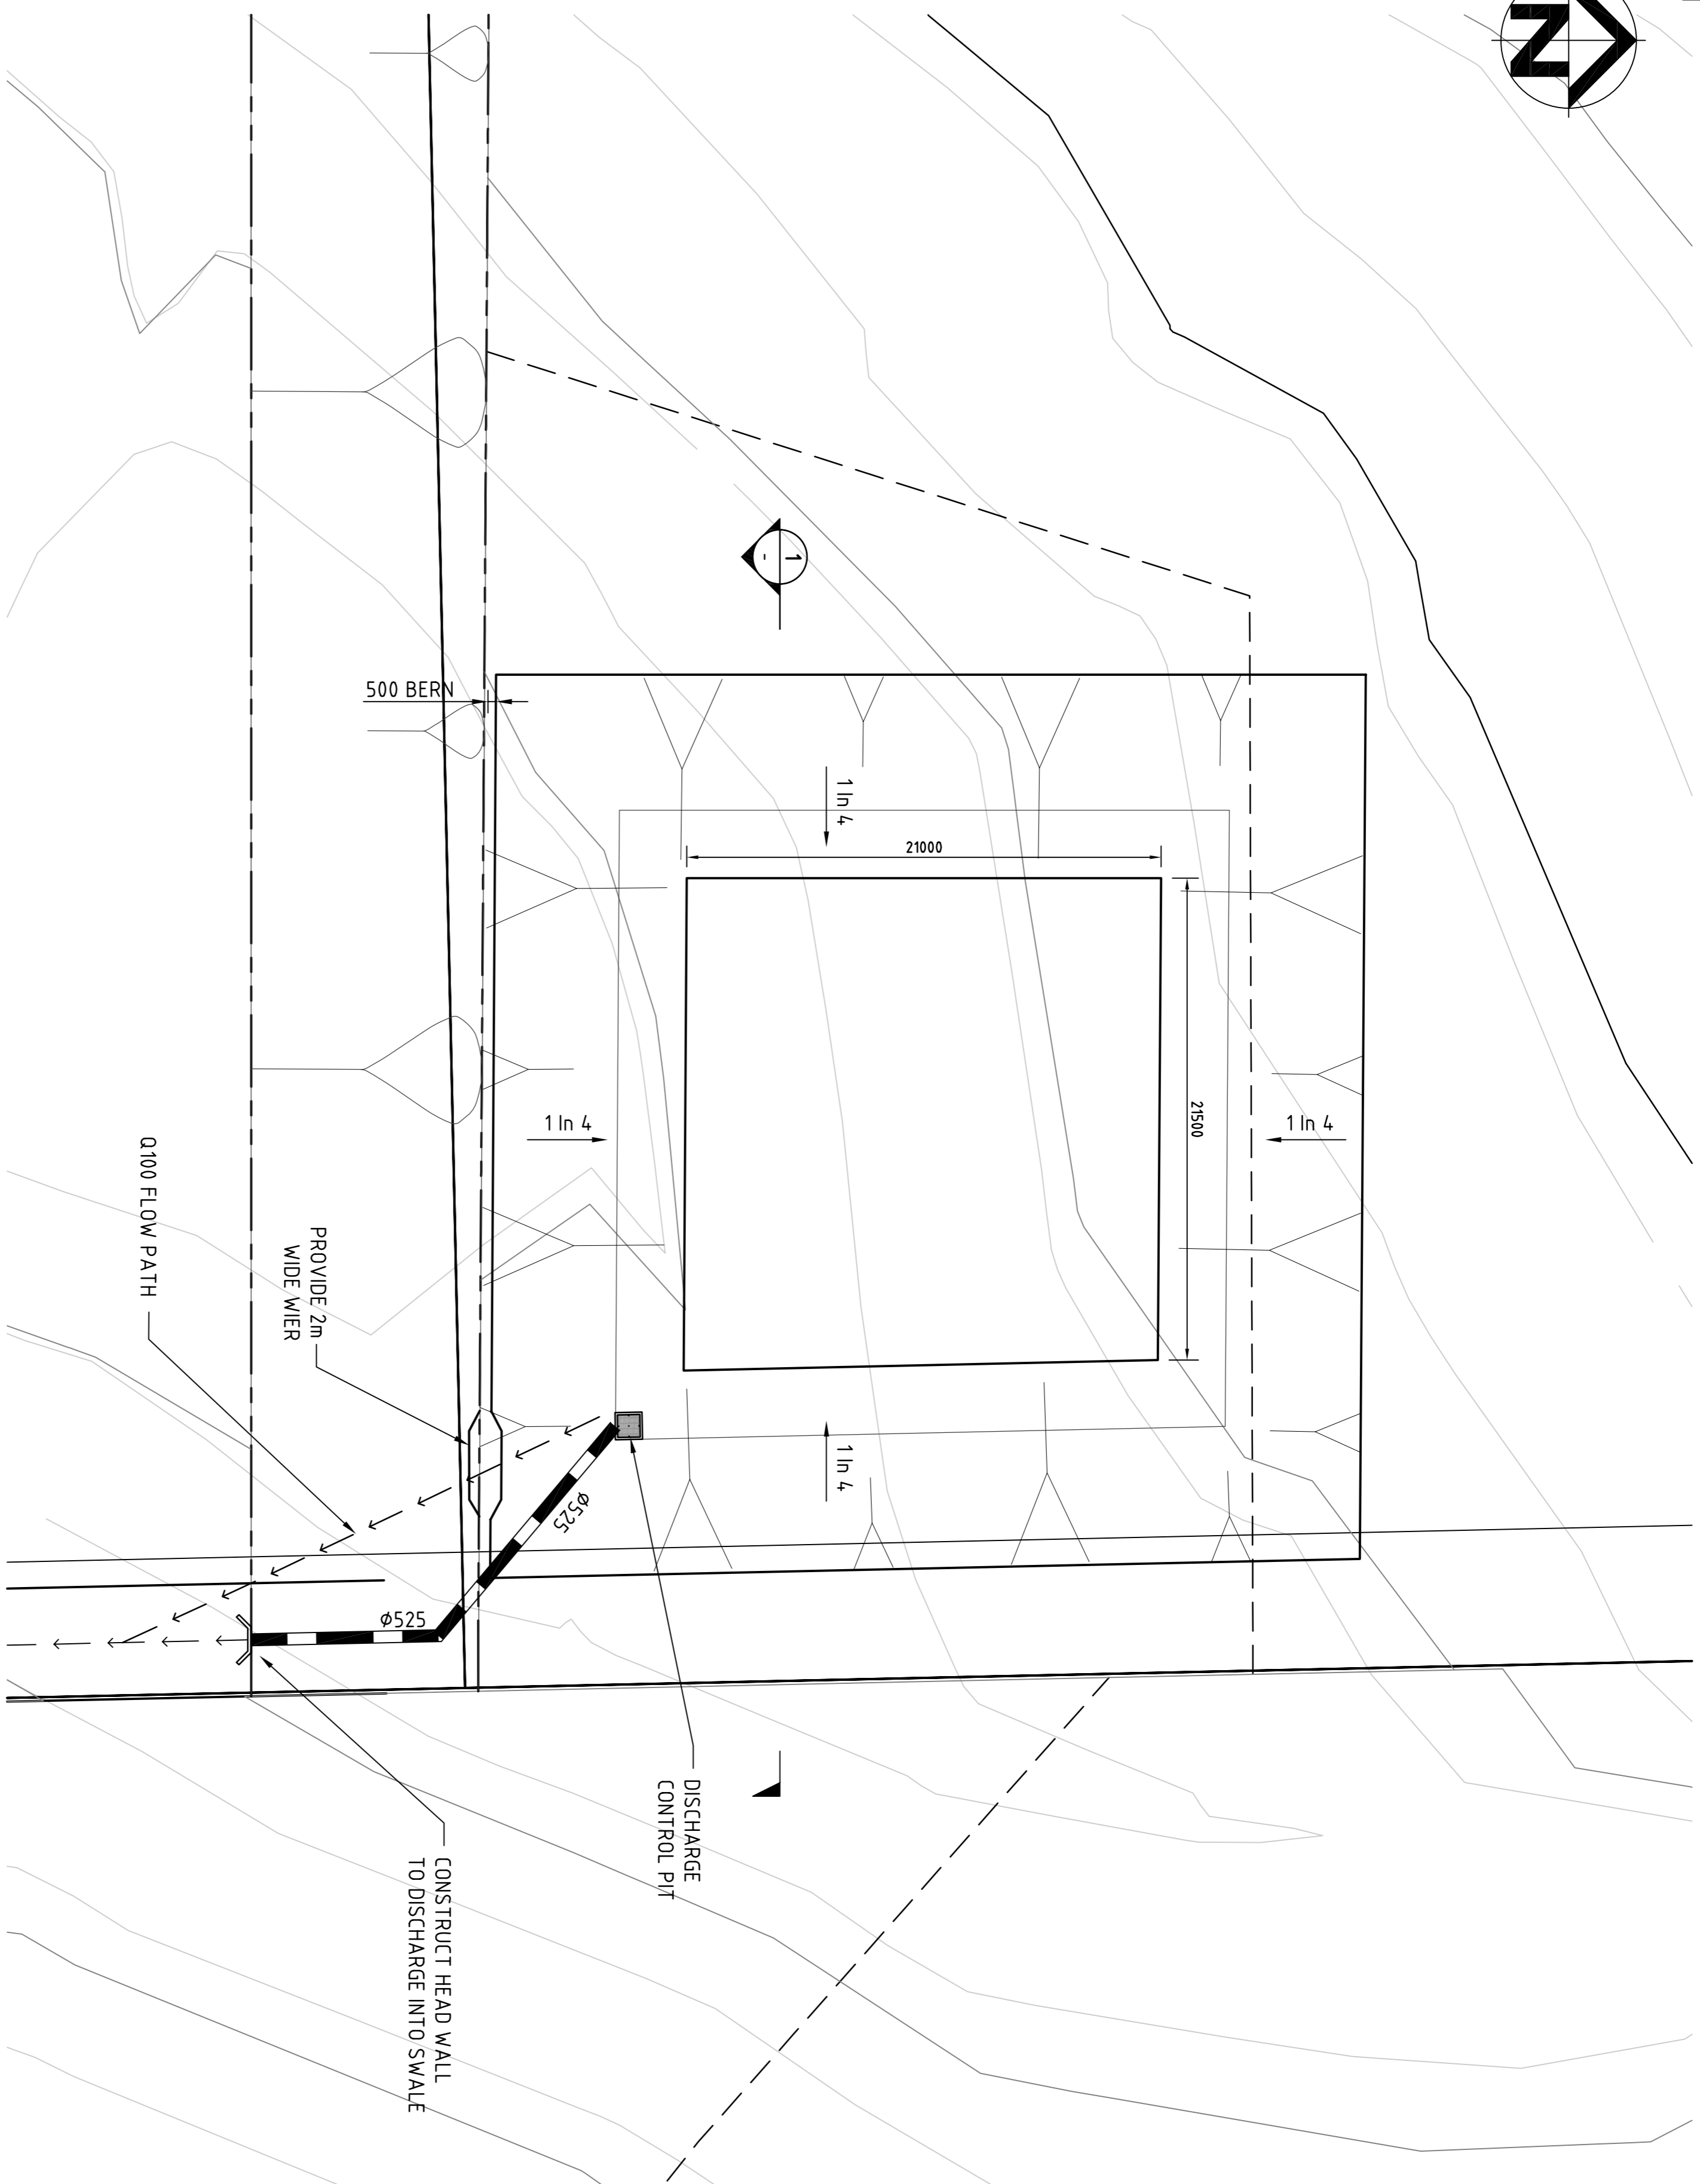 N
1
-
500 BERN
1 In 4
21000
21500
1 In 4
1 In 4
1 In 4
Q100 FLOW PATH
PROVIDE 2m
WIDE WIER
Ø525
Ø525
DISCHARGE
CONTROL PIT
CONSTRUCT HEAD WALL
TO DISCHARGE INTO SWALE